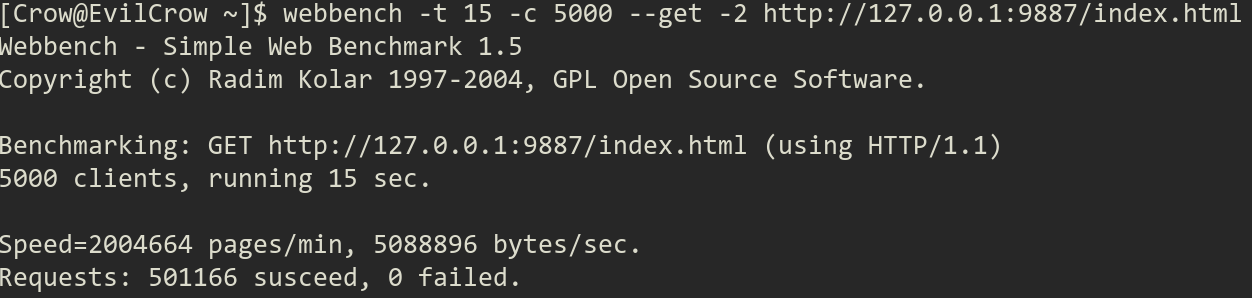 [Crow@EvilCrow ~]$ webbench -t 15 -c 5000 --get -2 http://127.0.0.1:9887/index.html
Webbench - Simple Web Benchmark 1.5
Copyright (c) Radim Kolar 1997-2004, GPL Open Source Software.
Benchmarking: GET http://127.0.0.1:9887/index.html (using HTTP/1.1)
5000 clients, running 15 sec.
Speed=2004664 pages/min, 5088896 bytes/sec.
Requests: 501166 susceed, 0 failed.